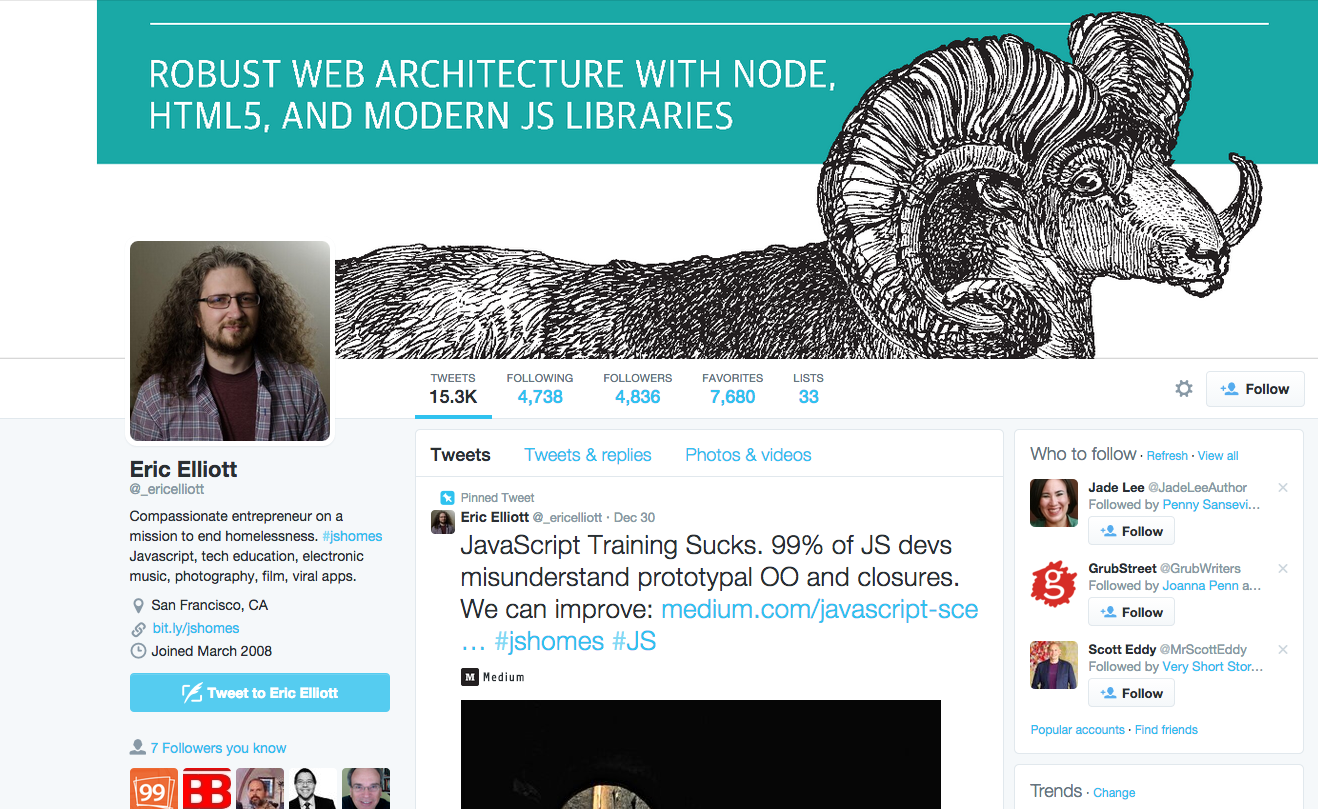 ROBUST WEB ARCHITECTURE WITH NODE,
HTML5, AND MODERN JS LIBRARIES
TWEETS
15.3K
FOLLOWING
4,738
FOLLOWERS
4,836
FAVORITES
7,680
LISTS
33
Follow
Eric Elliott
@_ericelliott
Compassionate entrepreneur on a
mission to end homelessness. #jshomes
Javascript, tech education, electronic
music, photography, film, viral apps.
San Francisco, CA
bit.ly/jshomes
Joined March 2008
Tweet to Eric Elliott
7 Followers you know
99
BB
Tweets Tweets & replies Photos & videos
Pinned Tweet
Eric Elliott @_ericelliott · Dec 30
JavaScript Training Sucks. 99% of JS devs
misunderstand prototypal OO and closures.
We can improve: medium.com/javascript-sce
… #jshomes #JS
M Medium
Who to follow · Refresh · View all
Jade Lee @JadeLeeAuthor
Followed by Penny Sansevi...
Follow
g
GrubStreet @GrubWriters
Followed by Joanna Penn a...
Follow
Scott Eddy @MrScottEddy
Followed by Very Short Stor...
Follow
Popular accounts · Find friends
Trends · Change